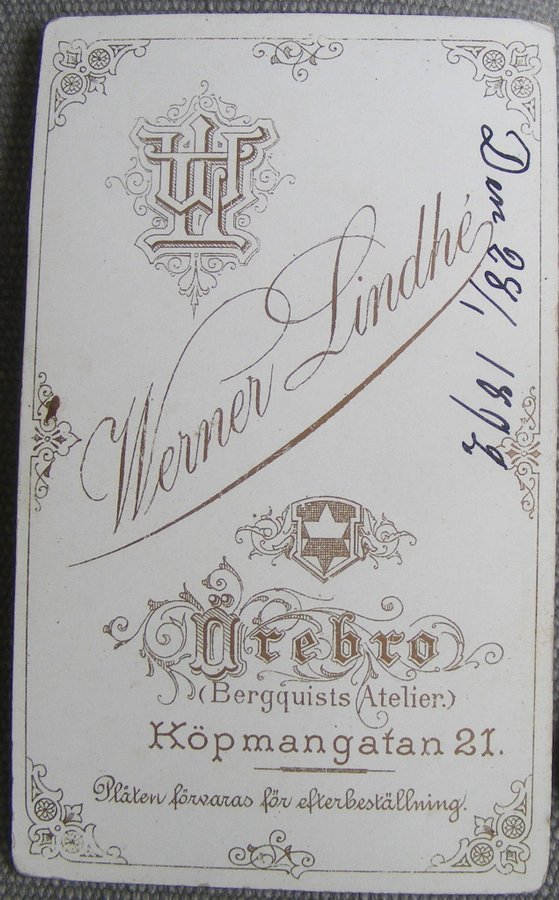 Werner Lindhé
Örebro
(Bergquists Atelier.)
Köpmangatan 21.
Plåten förvaras för efterbeställning.
Den 28/1 1892